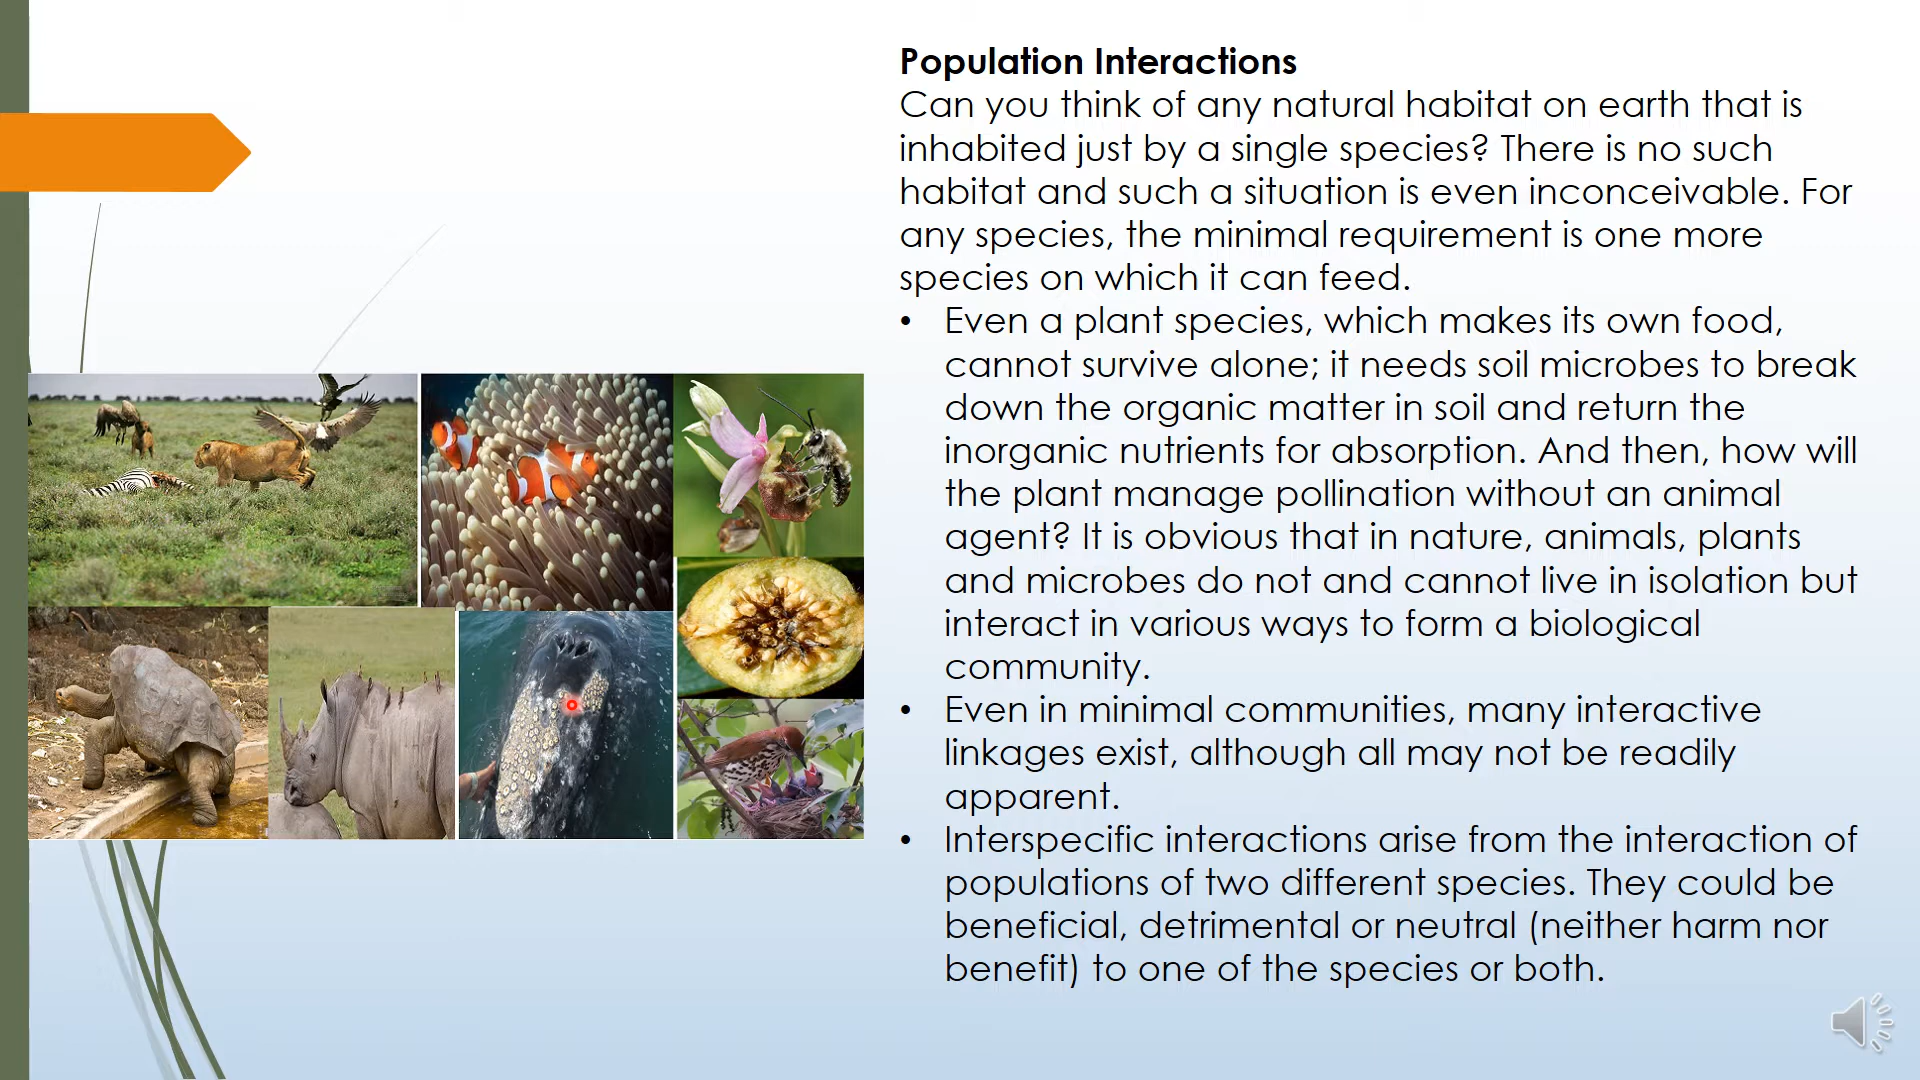 Population Interactions
Can you think of any natural habitat on earth that is
inhabited just by a single species? There is no such
habitat and such a situation is even inconceivable. For
any species, the minimal requirement is one more
species on which it can feed.
• Even a plant species, which makes its own food,
cannot survive alone; it needs soil microbes to break
down the organic matter in soil and return the
inorganic nutrients for absorption. And then, how will
the plant manage pollination without an animal
agent? It is obvious that in nature, animals, plants
and microbes do not and cannot live in isolation but
interact in various ways to form a biological
community.
• Even in minimal communities, many interactive
linkages exist, although all may not be readily
apparent.
• Interspecific interactions arise from the interaction of
populations of two different species. They could be
beneficial, detrimental or neutral (neither harm nor
benefit) to one of the species or both.